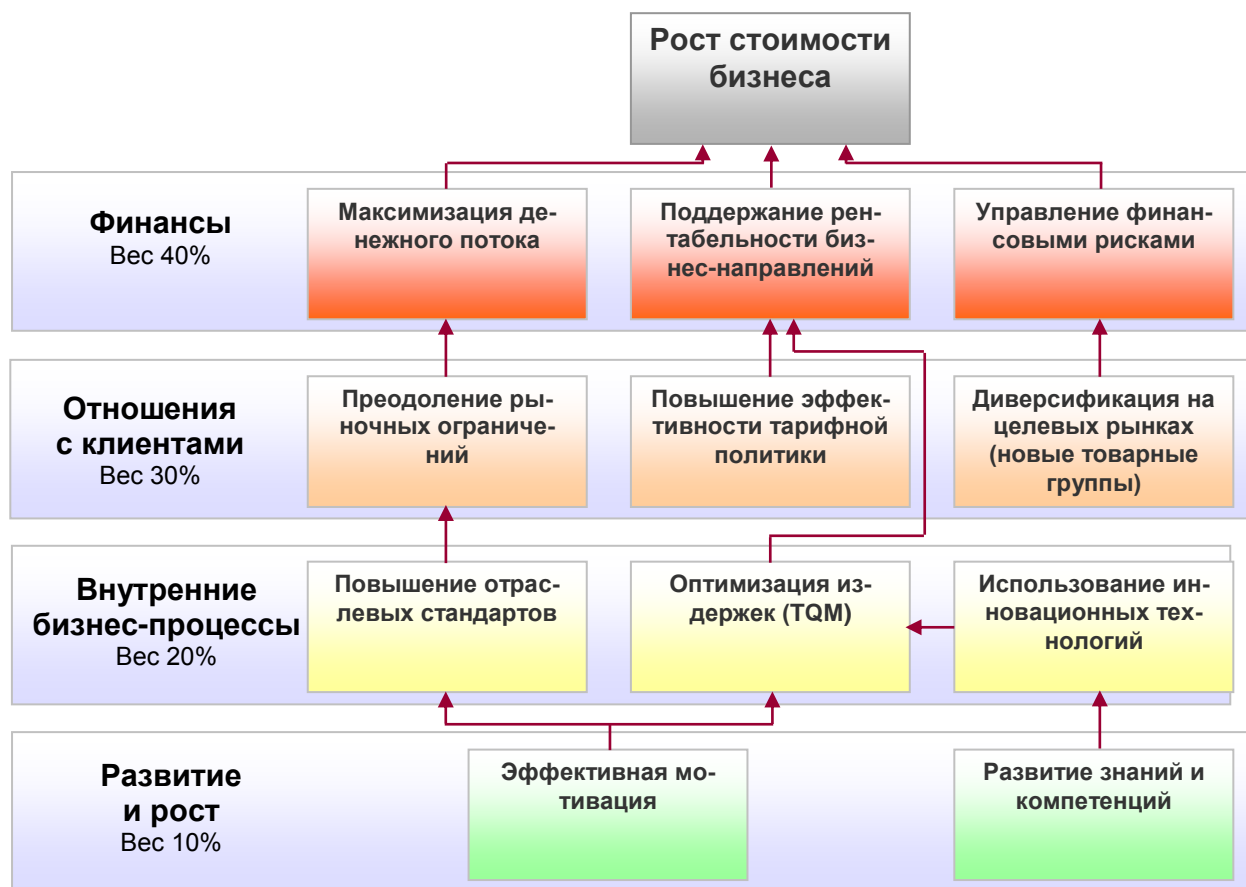 Рост стоимости
бизнеса
Финансы
Вес 40%
Максимизация де-
нежного потока
Поддержание рен-
табельности биз-
нес-направлений
Управление финан-
совыми рисками
Отношения
с клиентами
Вес 30%
Преодоление ры-
ночных ограниче-
ний
Повышение эффек-
тивности тарифной
политики
Диверсификация на
целевых рынках
(новые товарные
группы)
Внутренние
бизнес-процессы
Вес 20%
Повышение отрас-
левых стандартов
Оптимизация из-
держек (TQM)
Использование ин-
новационных тех-
нологий
Развитие
и рост
Вес 10%
Эффективная мо-
тивация
Развитие знаний и
компетенций